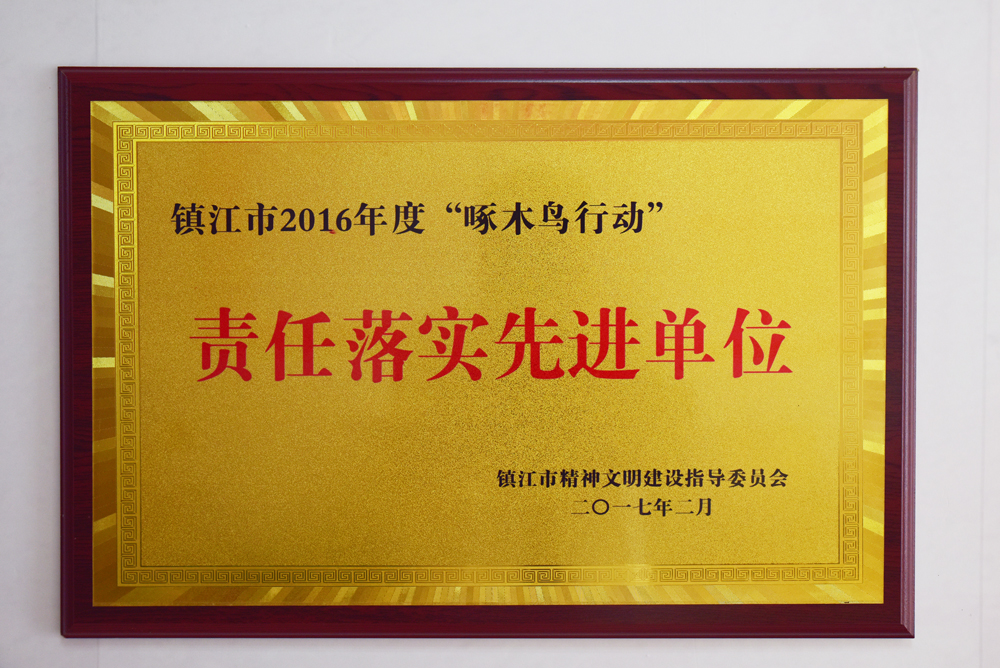 镇江市2016年度“啄木鸟行动”
责任落实先进单位
镇江市精神文明建设指导委员会
二〇一七年二月